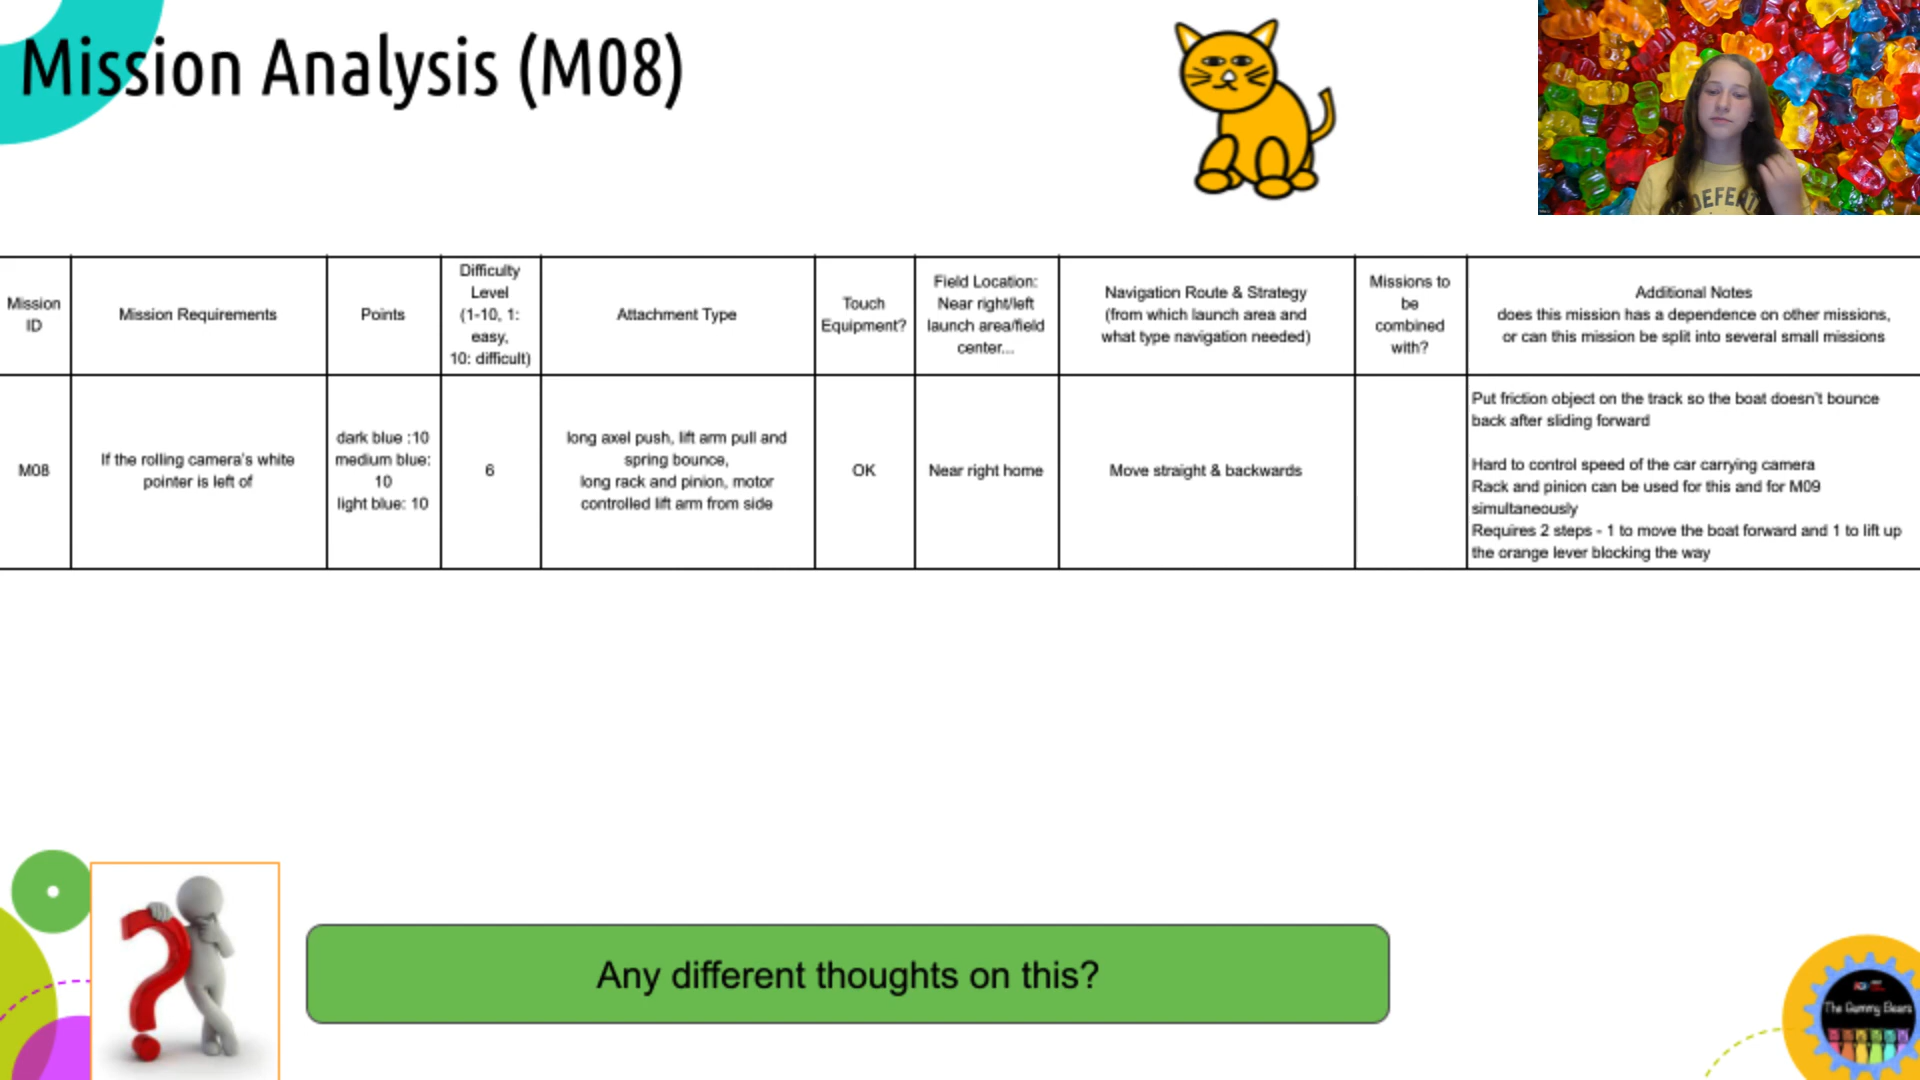 Mission Analysis (M08)
DEFEAT
Mission
ID
Mission Requirements
Points
Difficulty
Level
(1-10, 1:
easy,
10: difficult)
Attachment Type
Touch
Equipment?
Field Location:
Near right/left
launch area/field
center...
Navigation Route & Strategy
(from which launch area and
what type navigation needed)
Missions to
be
combined
with?
Additional Notes
does this mission has a dependence on other missions,
or can this mission be split into several small missions
M08
If the rolling camera's white
pointer is left of
dark blue :10
medium blue:
10
light blue: 10
6
long axel push, lift arm pull and
spring bounce,
long rack and pinion, motor
controlled lift arm from side
OK
Near right home
Move straight & backwards
Put friction object on the track so the boat doesn't bounce
back after sliding forward
Hard to control speed of the car carrying camera
Rack and pinion can be used for this and for M09
simultaneously
Requires 2 steps - 1 to move the boat forward and 1 to lift up
the orange lever blocking the way
Any different thoughts on this?
The Gummy Bears